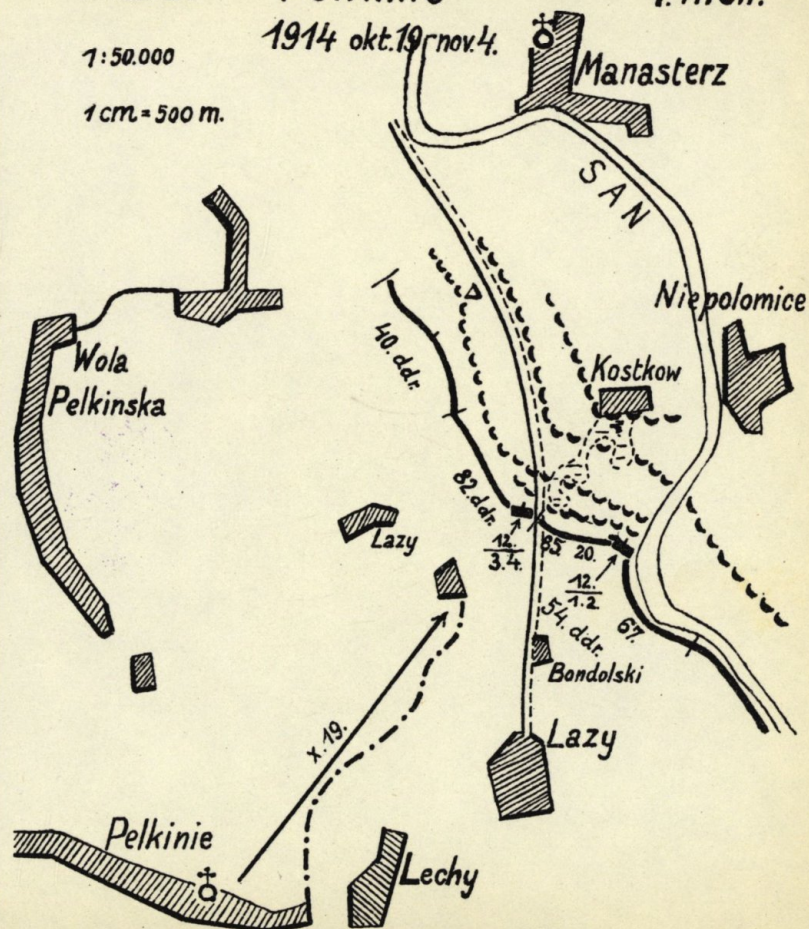 1914 okt.19-nov.4.
1:50.000
1 cm = 500 m.
Manasterz
SAN
Niepolomice
Wola
Pelkinska
Kostkow
40. ddr.
82. ddr.
Lazy
12.
3.4.
85. 20.
12.
1.2
54. ddr.
67.
Bondolski
x.19.
Lazy
Pelkinie
Lechy